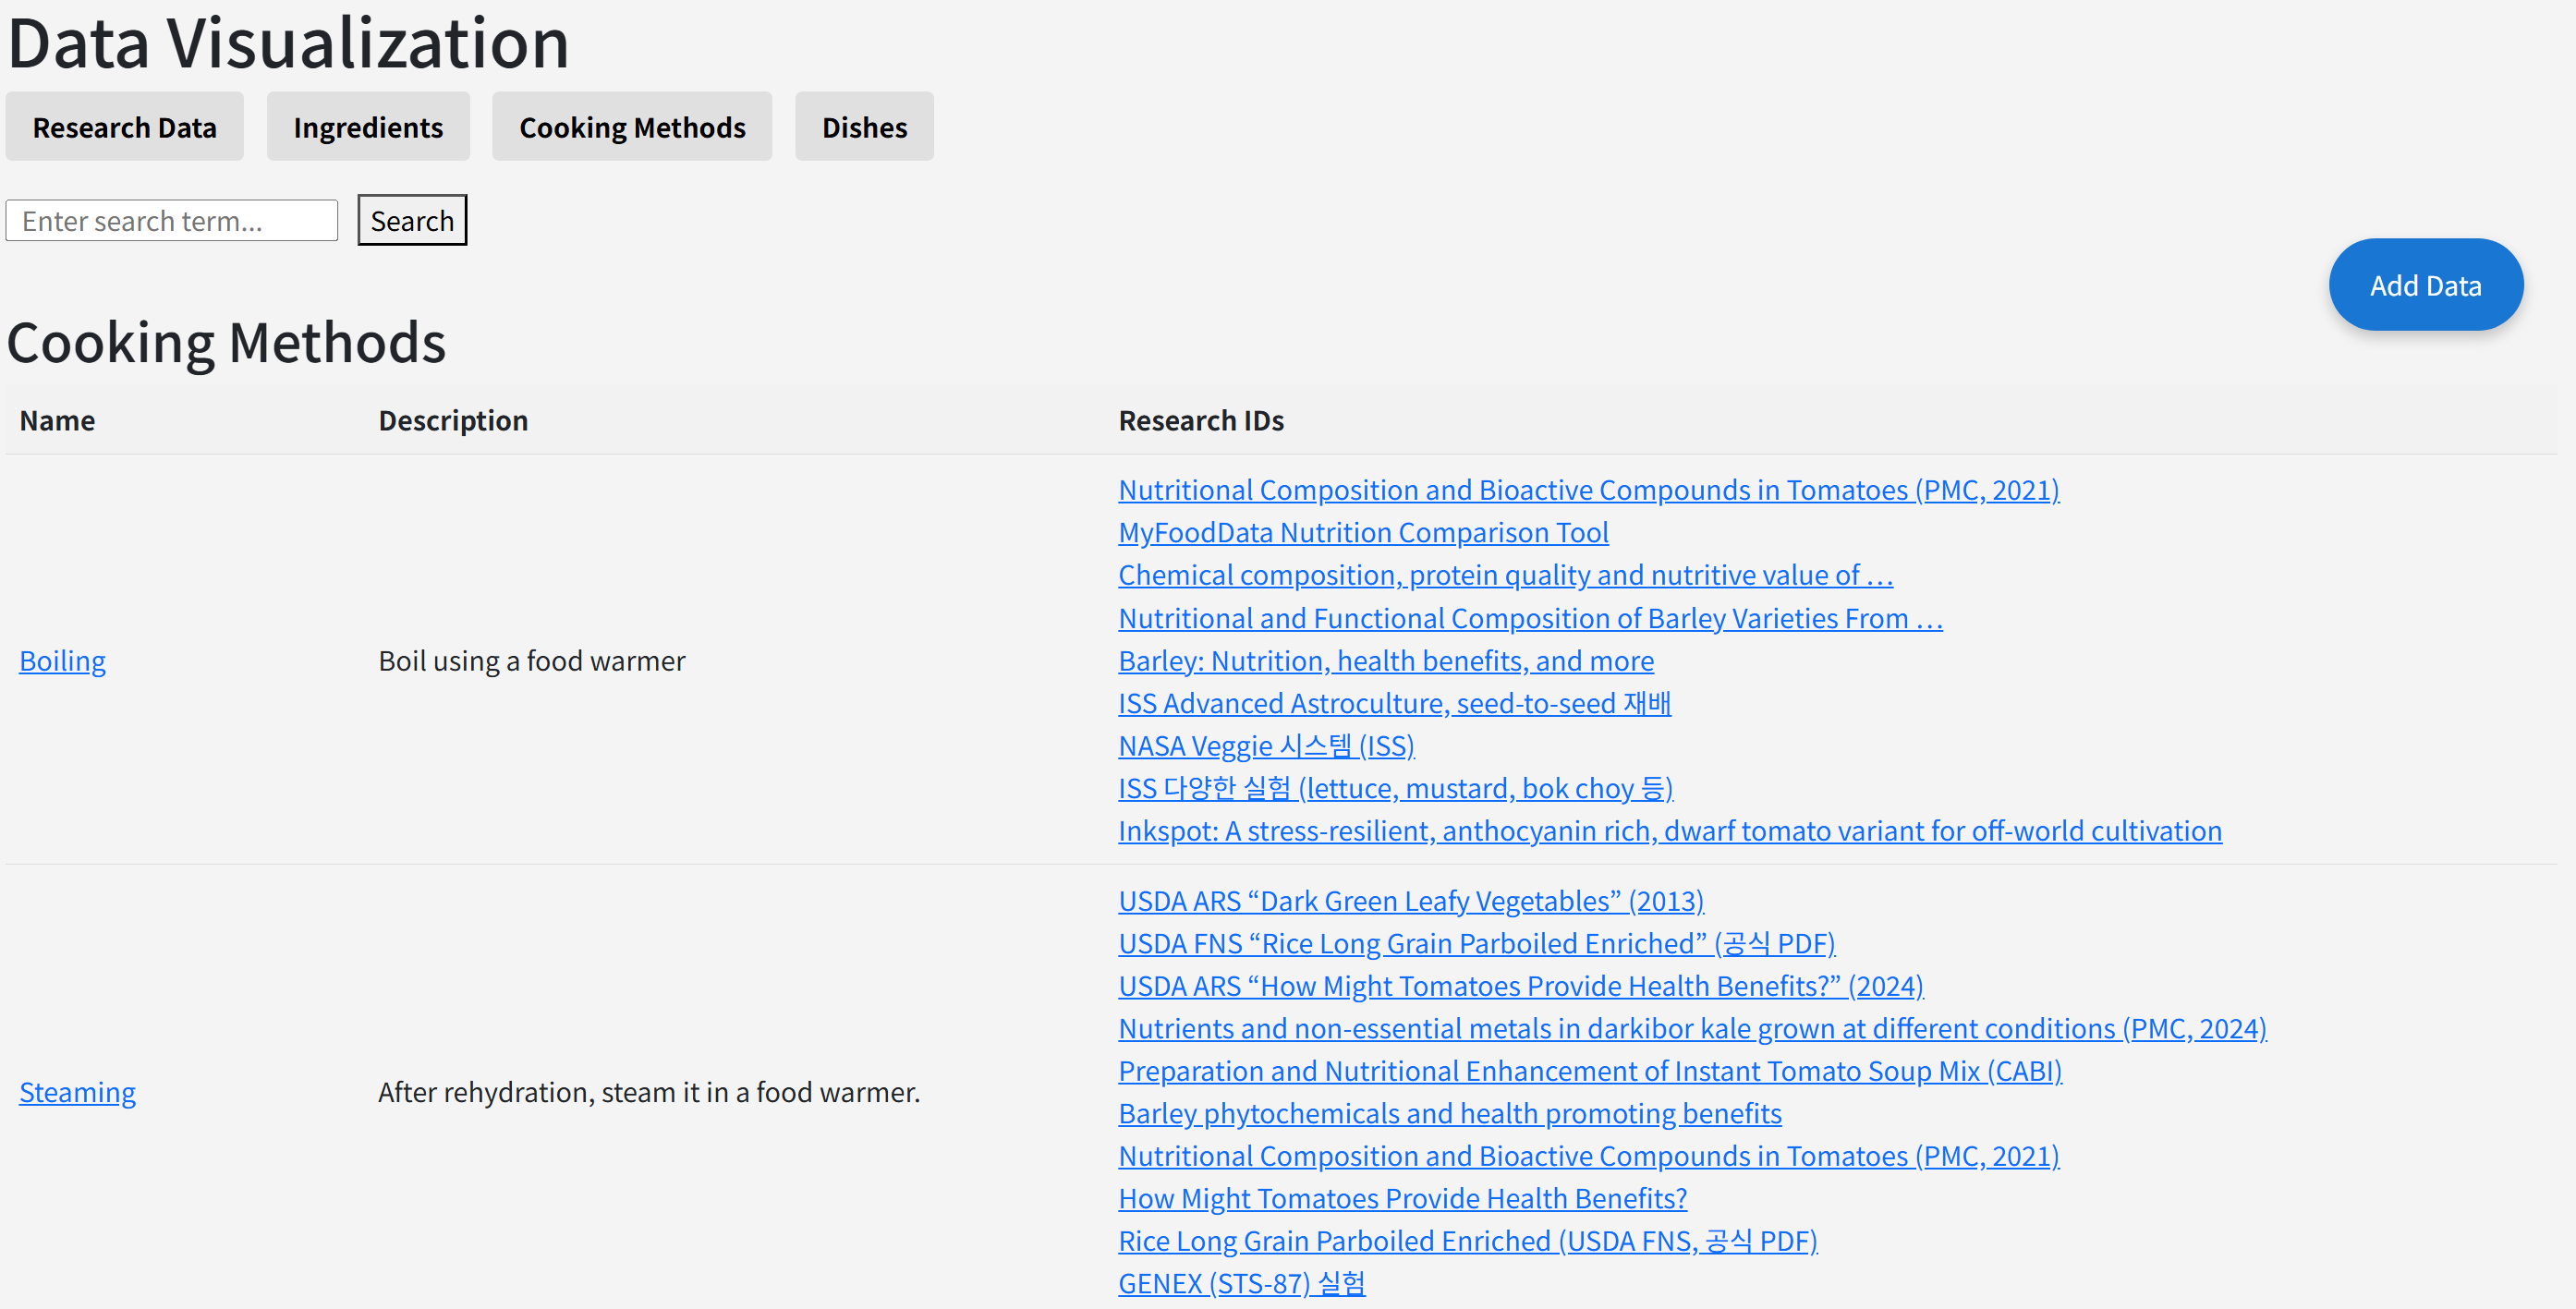 Data Visualization
Research Data Ingredients Cooking Methods Dishes
Enter search term... Search
Add Data
Cooking Methods
Name Description Research IDs
Boiling Boil using a food warmer
Nutritional Composition and Bioactive Compounds in Tomatoes (PMC, 2021)
MyFoodData Nutrition Comparison Tool
Chemical composition, protein quality and nutritive value of …
Nutritional and Functional Composition of Barley Varieties From …
Barley: Nutrition, health benefits, and more
ISS Advanced Astroculture, seed-to-seed 재배
NASA Veggie 시스템 (ISS)
ISS 다양한 실험 (lettuce, mustard, bok choy 등)
Inkspot: A stress-resilient, anthocyanin rich, dwarf tomato variant for off-world cultivation
Steaming After rehydration, steam it in a food warmer.
USDA ARS “Dark Green Leafy Vegetables” (2013)
USDA FNS “Rice Long Grain Parboiled Enriched” (공식 PDF)
USDA ARS “How Might Tomatoes Provide Health Benefits?” (2024)
Nutrients and non-essential metals in darkibor kale grown at different conditions (PMC, 2024)
Preparation and Nutritional Enhancement of Instant Tomato Soup Mix (CABI)
Barley phytochemicals and health promoting benefits
Nutritional Composition and Bioactive Compounds in Tomatoes (PMC, 2021)
How Might Tomatoes Provide Health Benefits?
Rice Long Grain Parboiled Enriched (USDA FNS, 공식 PDF)
GENEX (STS-87) 실험